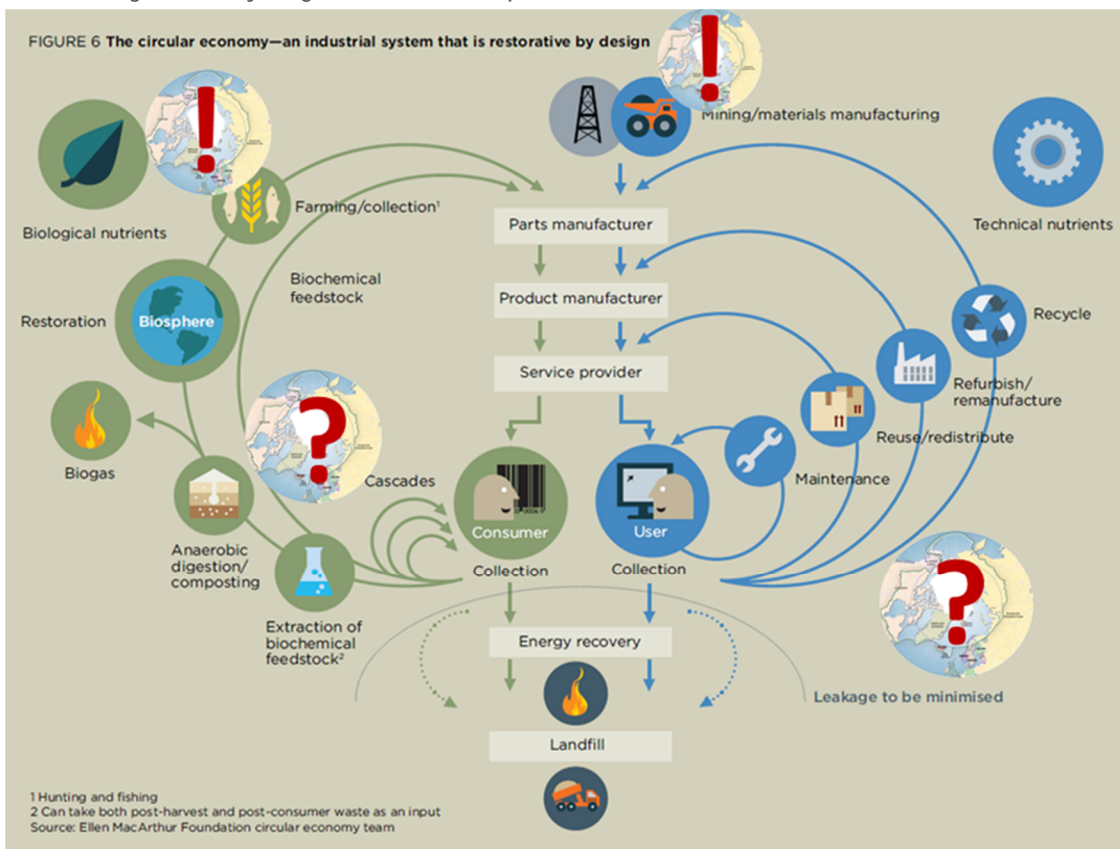 FIGURE 6 The circular economy—an industrial system that is restorative by design
!
!
Mining/materials manufacturing
Biological nutrients
Farming/collection¹
Parts manufacturer
Technical nutrients
Biochemical
feedstock
Product manufacturer
Restoration
Biosphere
Recycle
Service provider
Refurbish/
remanufacture
?
Reuse/redistribute
Biogas
Cascades
Maintenance
Consumer
User
Anaerobic
digestion/
composting
Collection
Collection
?
Extraction of
biochemical
feedstock²
Energy recovery
Leakage to be minimised
Landfill
1 Hunting and fishing
2 Can take both post-harvest and post-consumer waste as an input
Source: Ellen MacArthur Foundation circular economy team